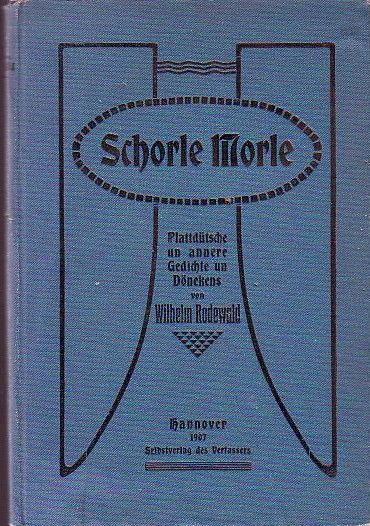 Schorle Morle
Plattdütsche
un annere
Gedichte un
Dönekens
von
Wilhelm Rodewald
Hannover
1907
Selbstverlag des Verfassers